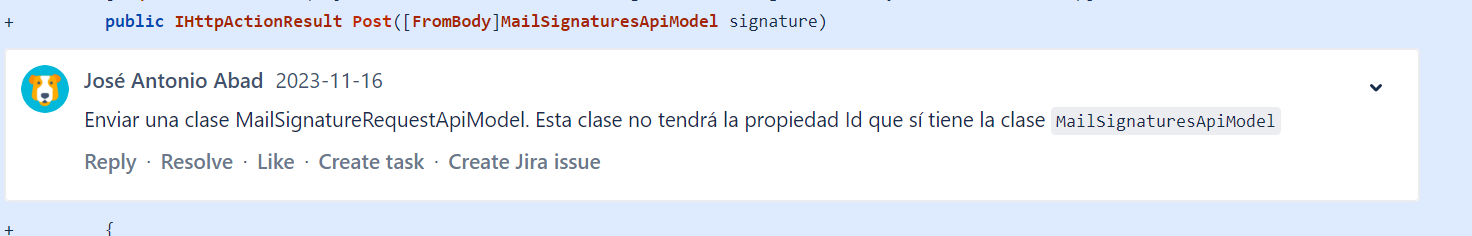 + public IHttpActionResult Post([FromBody]MailSignaturesApiModel signature)
José Antonio Abad 2023-11-16
Enviar una clase MailSignatureRequestApiModel. Esta clase no tendrá la propiedad Id que sí tiene la clase MailSignaturesApiModel
Reply · Resolve · Like · Create task · Create Jira issue
+ {